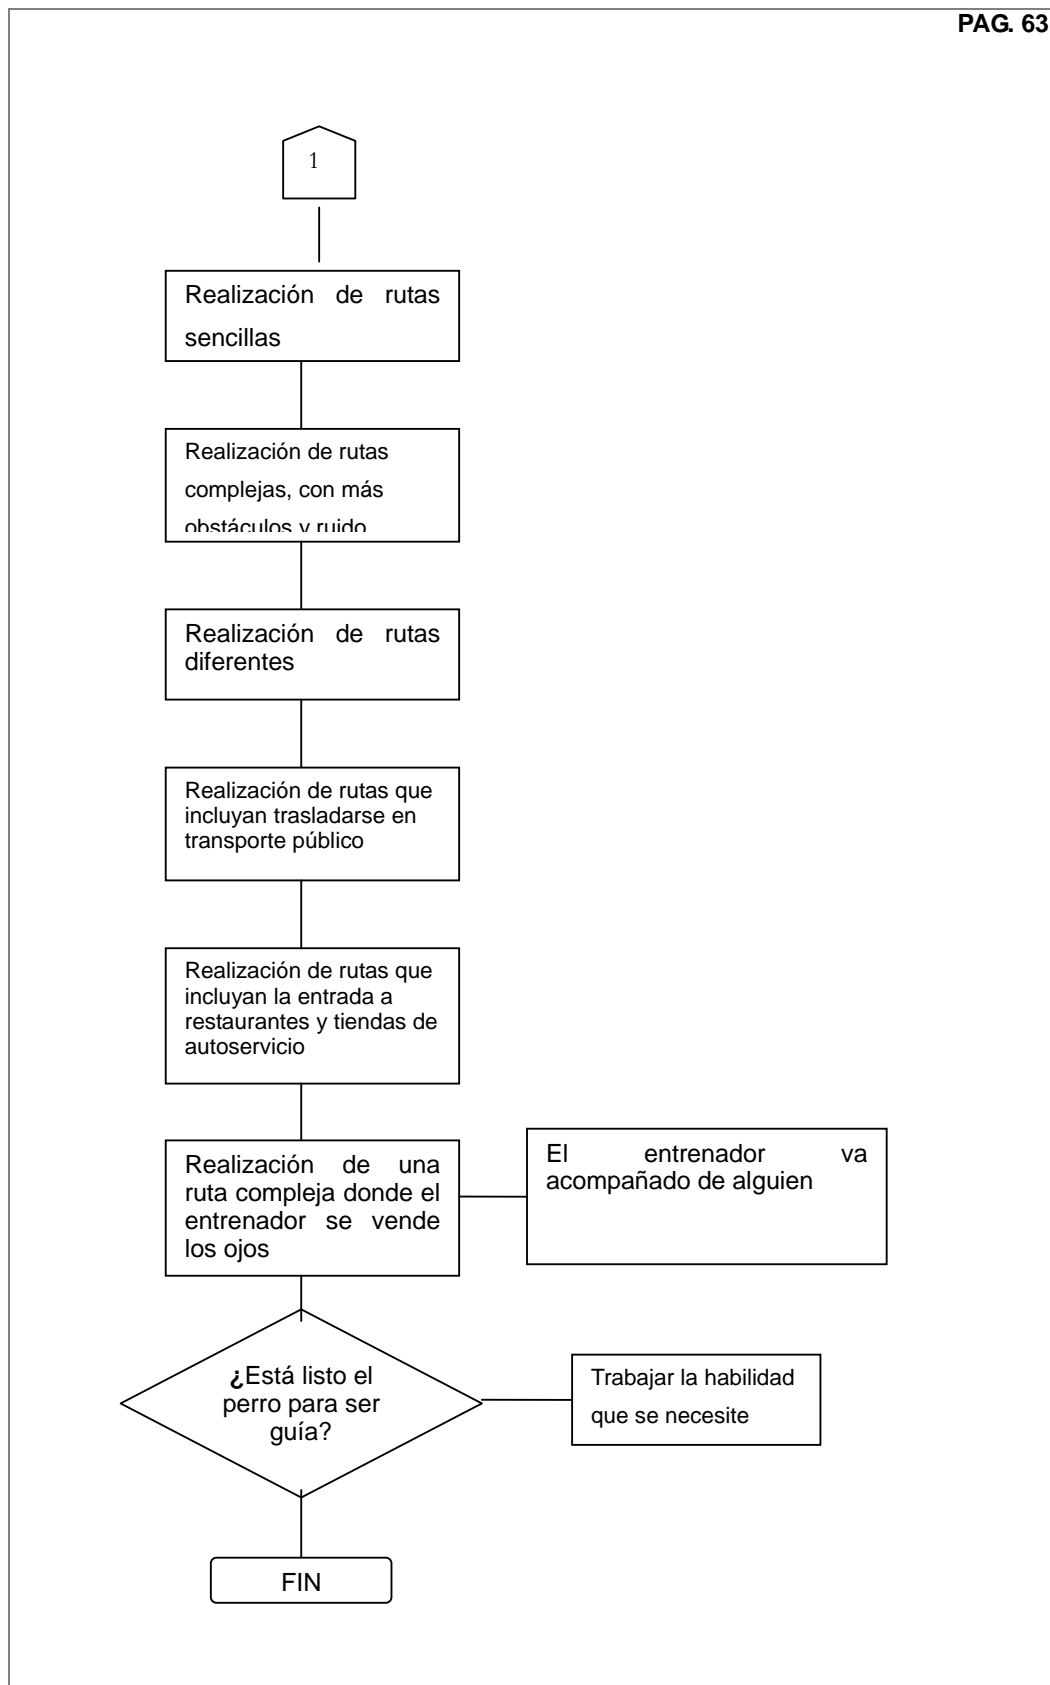 PAG. 63
1
Realización de rutas
sencillas
Realización de rutas
complejas, con más
obstáculos y ruido
Realización de rutas
diferentes
Realización de rutas que
incluyan trasladarse en
transporte público
Realización de rutas que
incluyan la entrada a
restaurantes y tiendas de
autoservicio
Realización de una
ruta compleja donde el
entrenador se vende
los ojos
El entrenador va
acompañado de alguien
¿Está listo el
perro para ser
guía?
Trabajar la habilidad
que se necesite
FIN